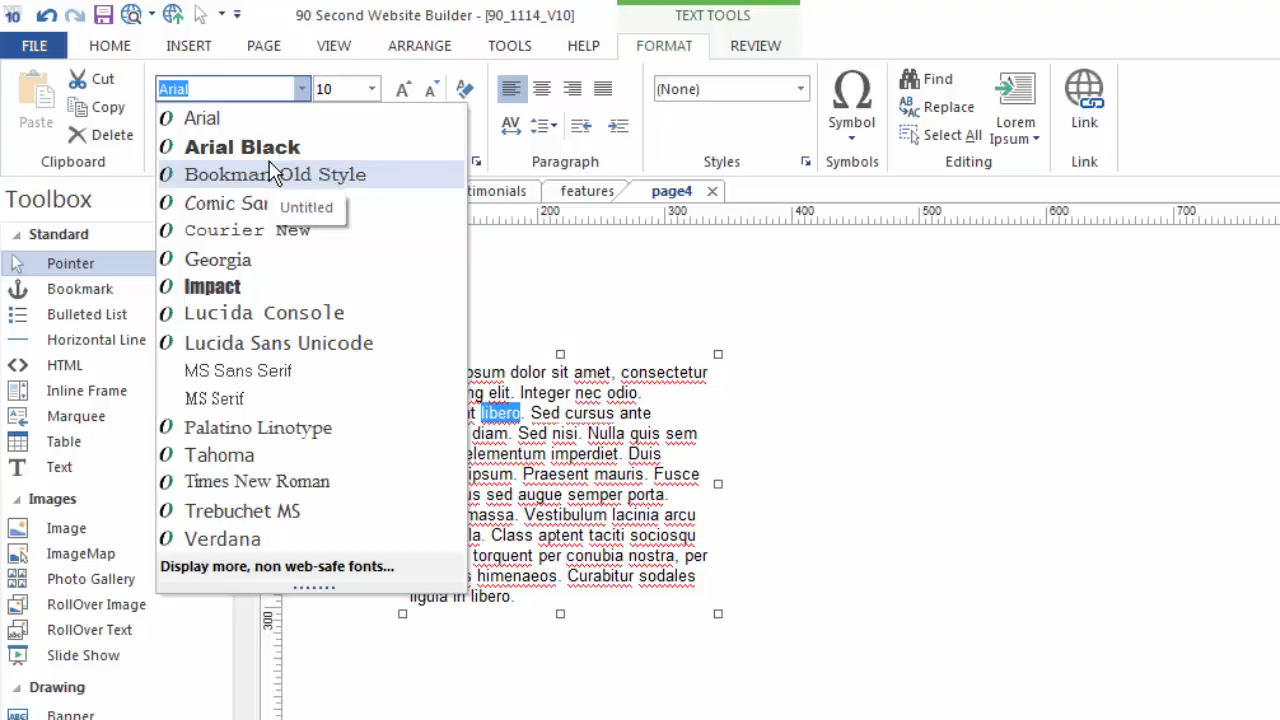 10
90 Second Website Builder - [90_1114_V10]
TEXT TOOLS
FILE
HOME
INSERT
PAGE
VIEW
ARRANGE
TOOLS
HELP
FORMAT
REVIEW
Paste
Cut
Copy
Delete
Clipboard
Arial
10
Paragraph
(None)
Styles
Symbol
Symbols
Find
Replace
Select All
Lorem
Ipsum
Editing
Link
Link
timonials
features
page4
200
300
400
500
600
700
Toolbox
Standard
Pointer
Bookmark
Bulleted List
Horizontal Line
HTML
Inline Frame
Marquee
Table
Text
Images
Image
ImageMap
Photo Gallery
RollOver Image
RollOver Text
Slide Show
Drawing
Banner
Arial
Arial Black
Bookman Old Style
Comic Sa
Untitled
Courier New
Georgia
Impact
Lucida Console
Lucida Sans Unicode
MS Sans Serif
MS Serif
Palatino Linotype
Tahoma
Times New Roman
Trebuchet MS
Verdana
Display more, non web-safe fonts...
300
psum dolor sit amet, consectetur
ng elit. Integer nec odio.
t libero. Sed cursus ante
diam. Sed nisi. Nulla quis sem
elementum imperdiet. Duis
ipsum. Praesent mauris. Fusce
us sed augue semper porta.
massa. Vestibulum lacinia arcu
la. Class aptent taciti sociosqu
torquent per conubia nostra, per
s himenaeos. Curabitur sodales
ligula in libero.